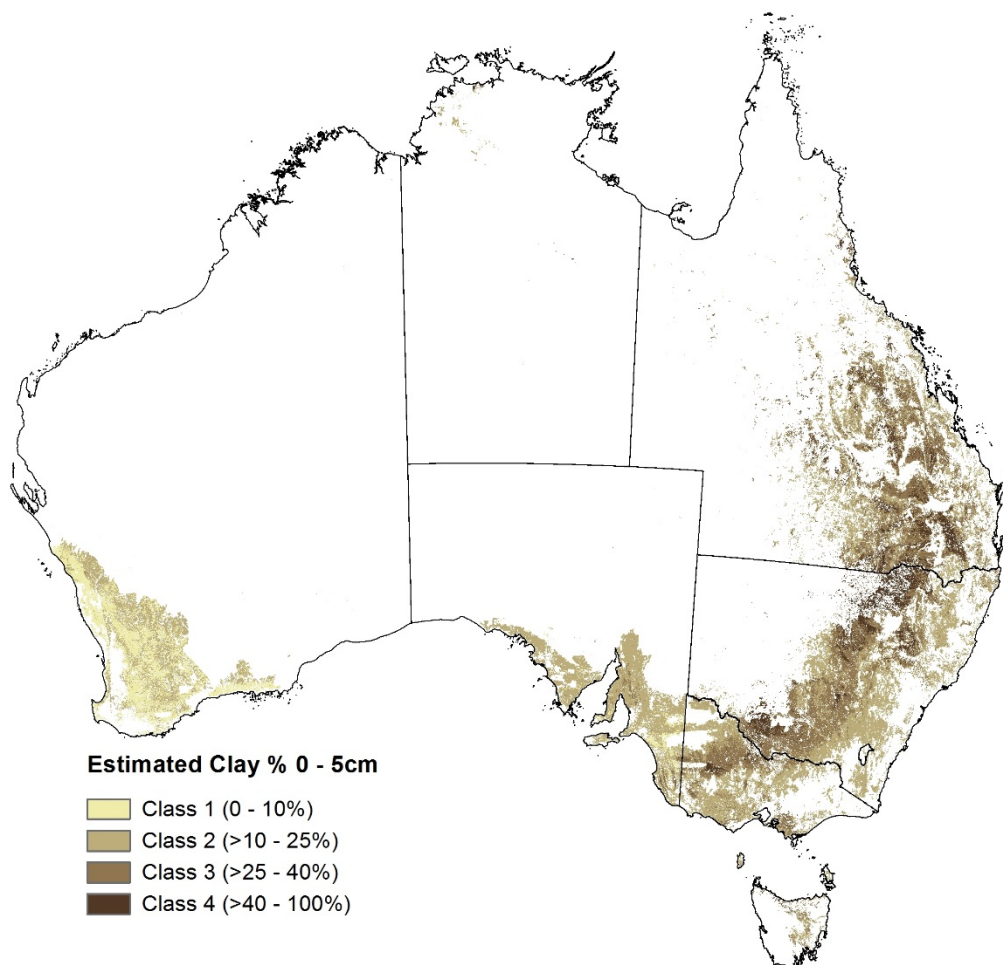 Estimated Clay % 0 - 5cm
Class 1 (0 - 10%)
Class 2 (>10 - 25%)
Class 3 (>25 - 40%)
Class 4 (>40 - 100%)